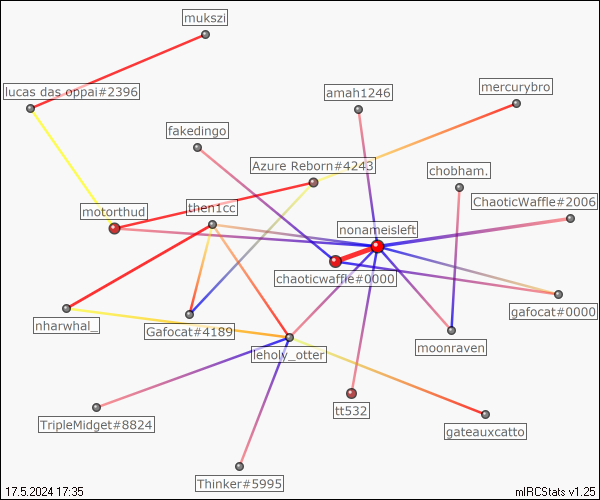 mukszi
lucas das oppai#2396
amah1246
mercurybro
fakedingo
Azure Reborn#4243
chobham.
motorthud
then1cc
ChaoticWaffle#2006
nonameisleft
chaoticwaffle#0000
gafocat#0000
nharwhal_
Gafocat#4189
leholy_otter
moonraven
TripleMidget#8824
tt532
gateauxcatto
Thinker#5995
17.5.2024 17:35
mIRCStats v1.25